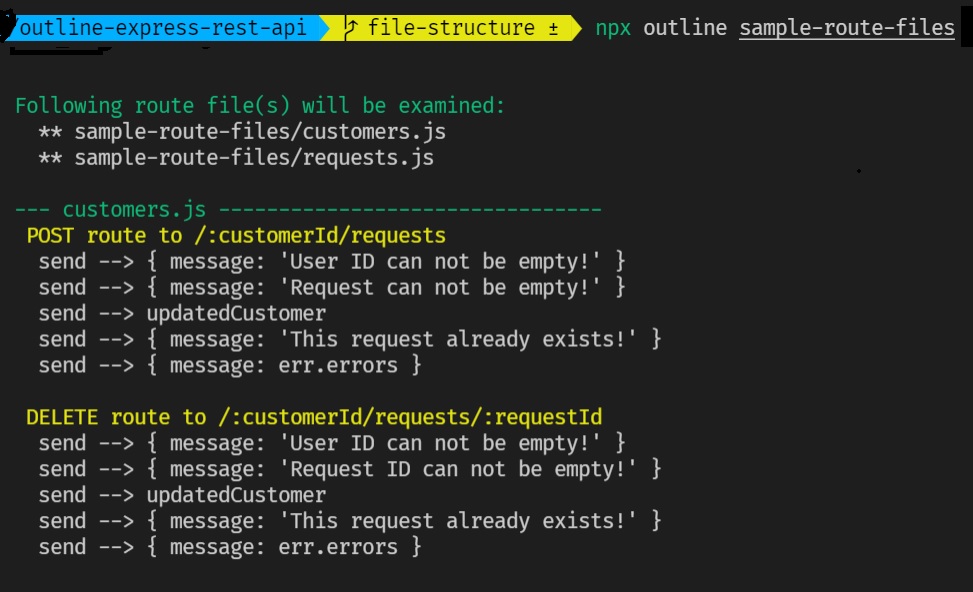 /outline-express-rest-api file-structure ± npx outline sample-route-files
Following route file(s) will be examined:
** sample-route-files/customers.js
** sample-route-files/requests.js
--- customers.js --------------------------------
POST route to /:customerId/requests
send --> { message: 'User ID can not be empty!' }
send --> { message: 'Request can not be empty!' }
send --> updatedCustomer
send --> { message: 'This request already exists!' }
send --> { message: err.errors }
DELETE route to /:customerId/requests/:requestId
send --> { message: 'User ID can not be empty!' }
send --> { message: 'Request ID can not be empty!' }
send --> updatedCustomer
send --> { message: 'This request already exists!' }
send --> { message: err.errors }